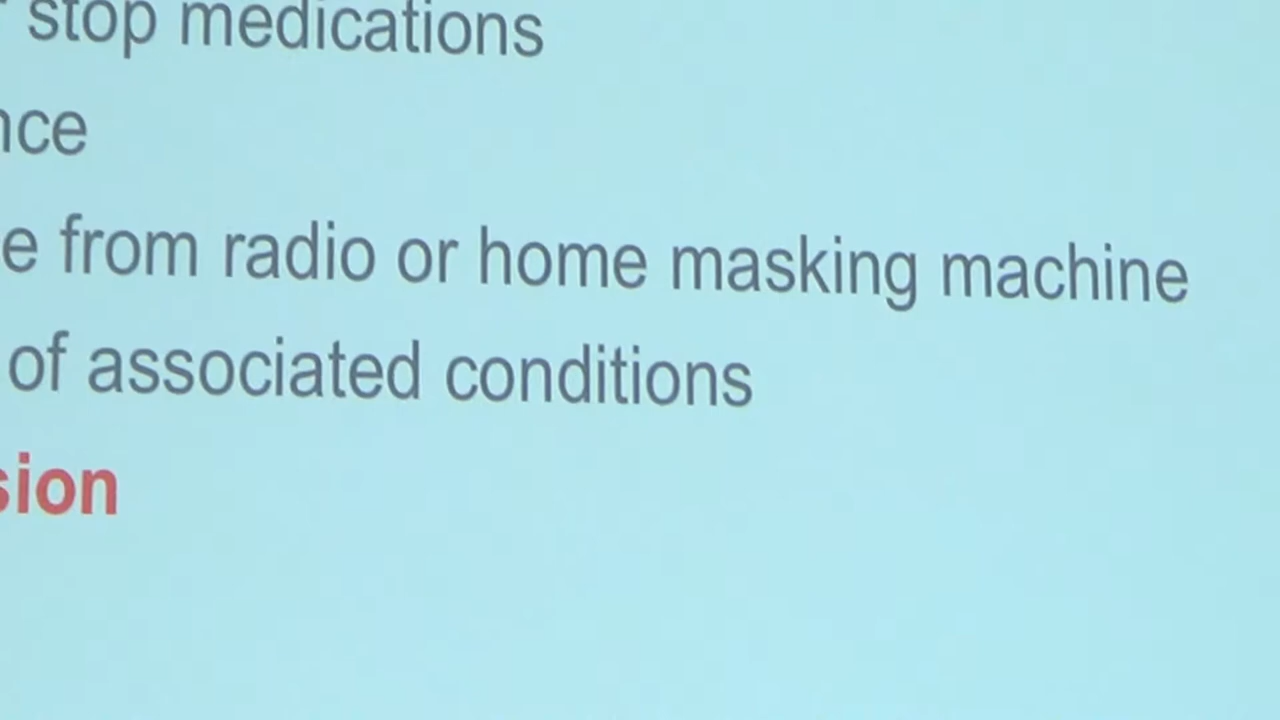 stop medications
nce
e from radio or home masking machine
of associated conditions
sion